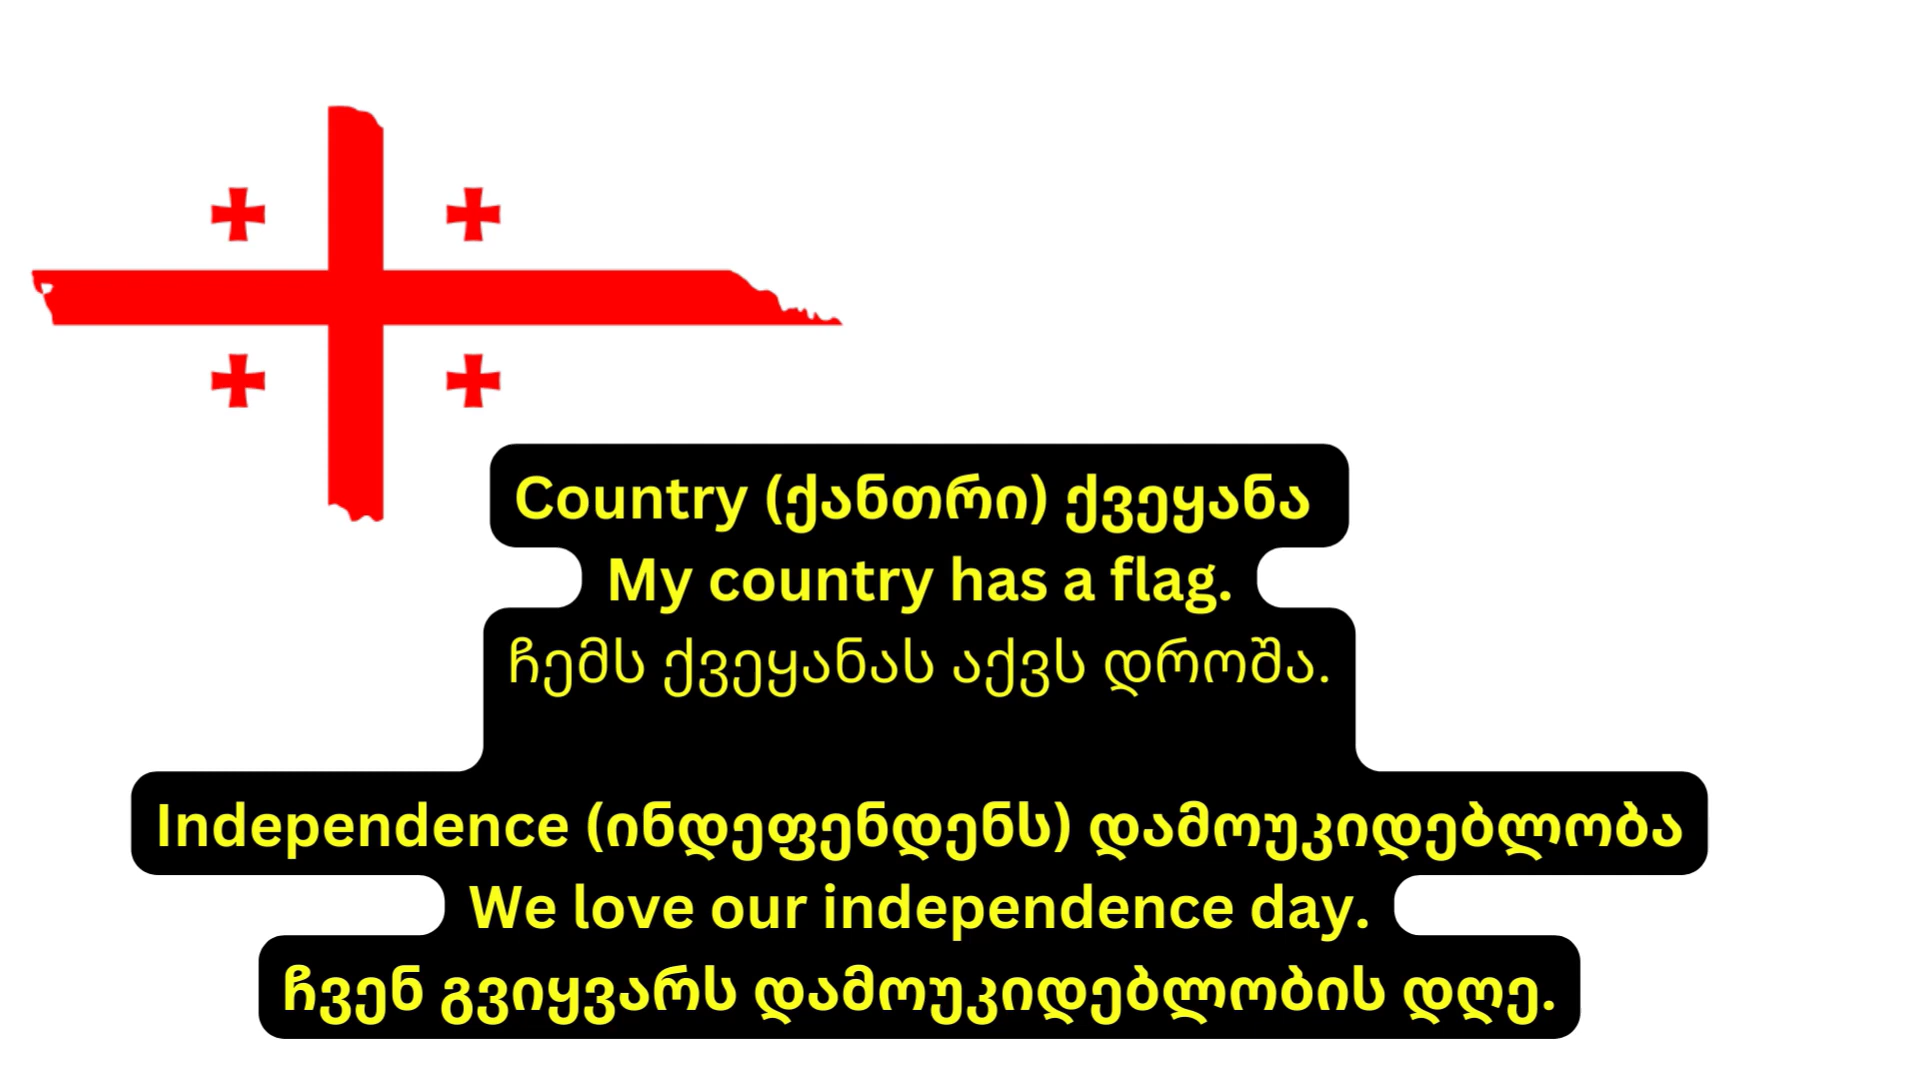 Country (ქანთრი) ქვეყანა
My country has a flag.
ჩემს ქვეყანას აქვს დროშა.
Independence (ინდეფენდენს) დამოუკიდებლობა
We love our independence day.
ჩვენ გვიყვარს დამოუკიდებლობის დღე.